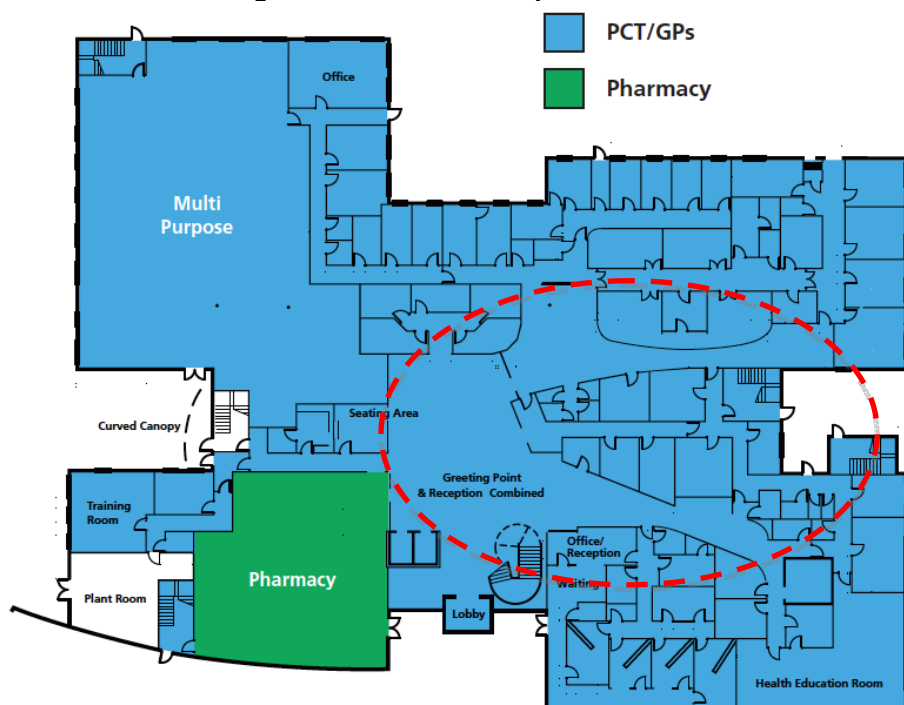 PCT/GPs
Pharmacy
Office
Multi
Purpose
Curved Canopy
Seating Area
Greeting Point
& Reception Combined
Training
Room
Office/
Reception
Pharmacy
Waiting
Plant Room
Lobby
Health Education Room